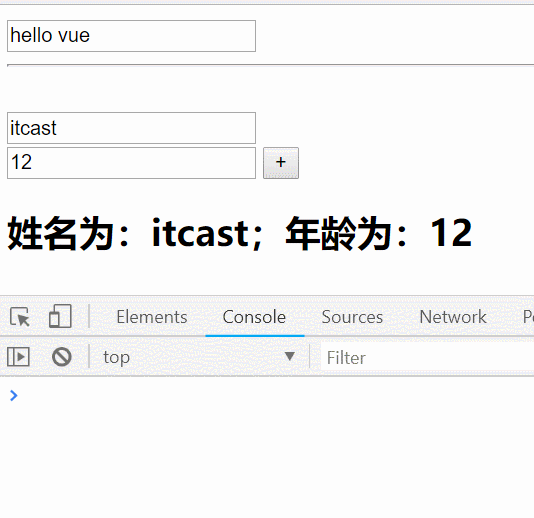 hello vue
itcast
12 +
姓名为：itcast；年龄为：12
Elements Console Sources Network
top Filter